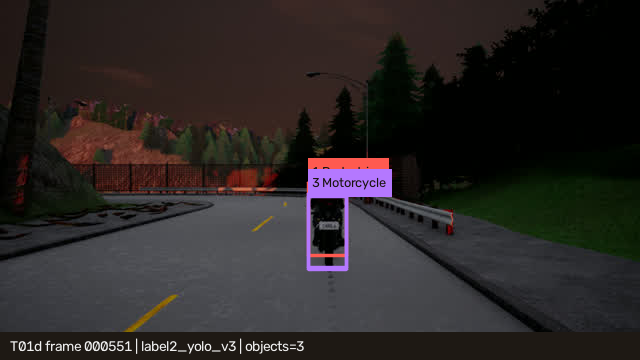 3 Motorcycle
T01d frame 000551 | label2_yolo_v3 | objects=3